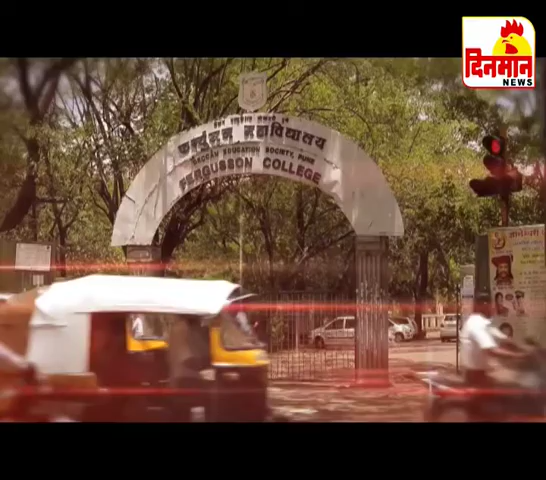 दिनमान
NEWS
फर्ग्युसन महाविद्यालय
DECCAN EDUCATION SOCIETY, PUNE
FERGUSSON COLLEGE